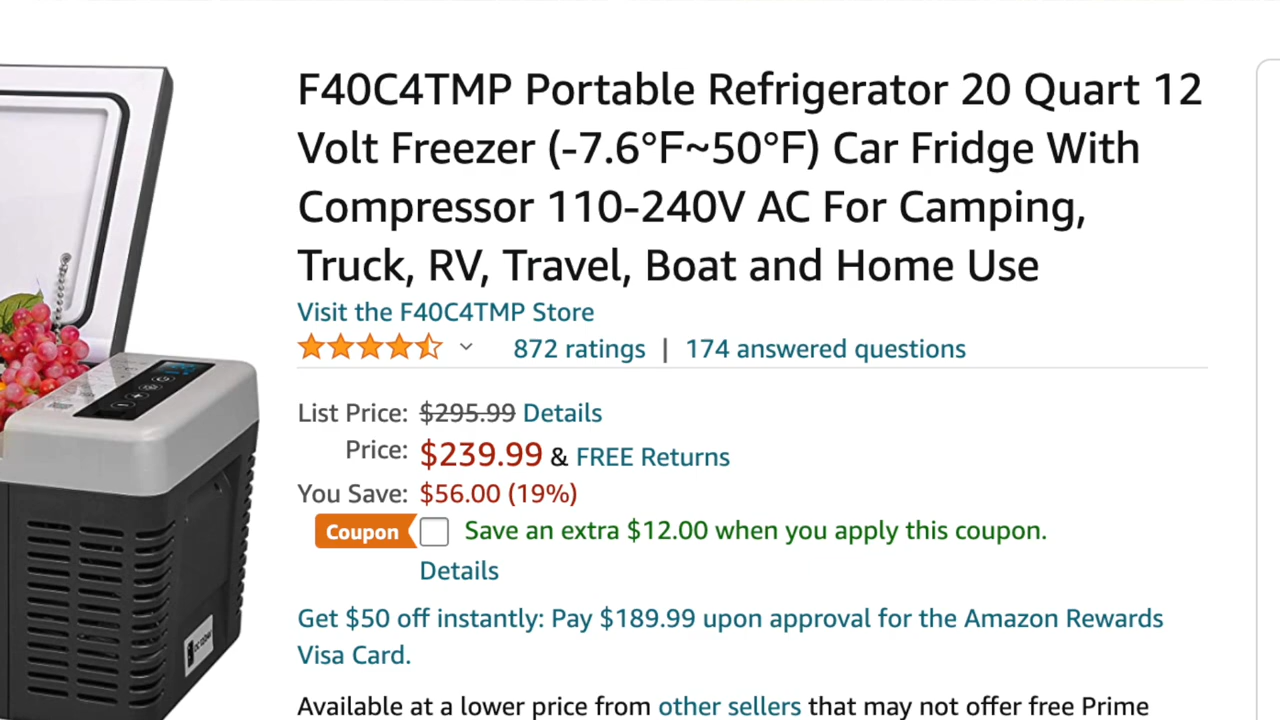 F40C4TMP Portable Refrigerator 20 Quart 12
Volt Freezer (-7.6°F~50°F) Car Fridge With
Compressor 110-240V AC For Camping,
Truck, RV, Travel, Boat and Home Use
Visit the F40C4TMP Store
872 ratings | 174 answered questions
List Price: $295.99 Details
Price: $239.99 & FREE Returns
You Save: $56.00 (19%)
Coupon Save an extra $12.00 when you apply this coupon.
Details
Get $50 off instantly: Pay $189.99 upon approval for the Amazon Rewards
Visa Card.
Available at a lower price from other sellers that may not offer free Prime